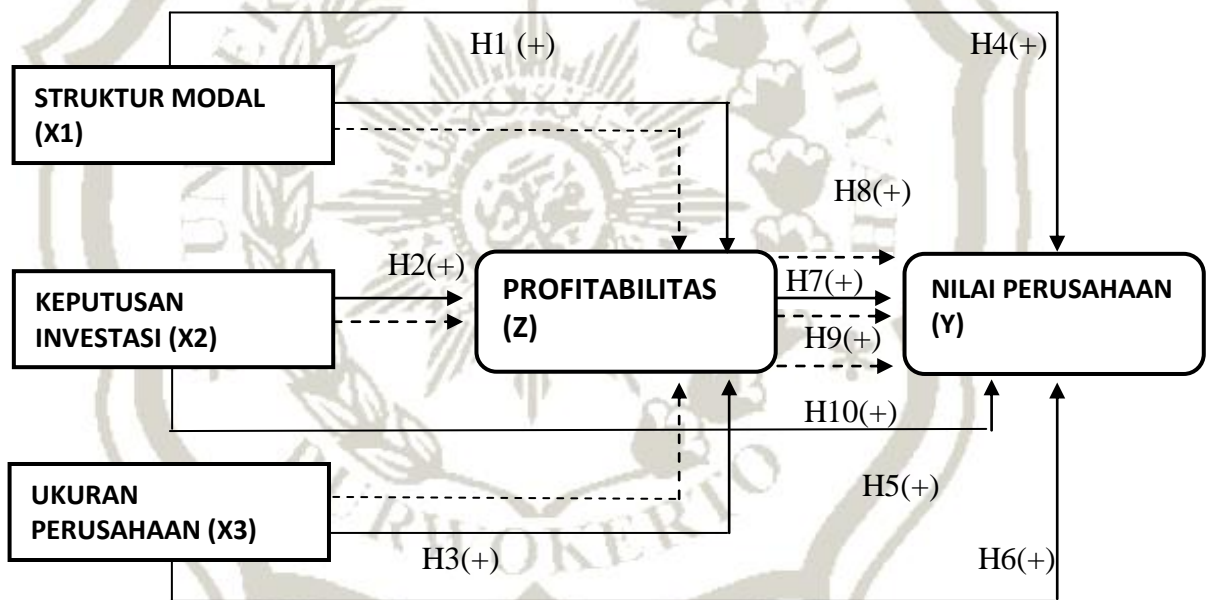 H1 (+)
H4(+)
STRUKTUR MODAL
(X1)
H8(+)
H2(+)
KEPUTUSAN
INVESTASI (X2)
PROFITABILITAS
(Z)
H7(+)
H9(+)
NILAI PERUSAHAAN
(Y)
H10(+)
UKURAN
PERUSAHAAN (X3)
H5(+)
H3(+)
H6(+)
PURWOKERTO